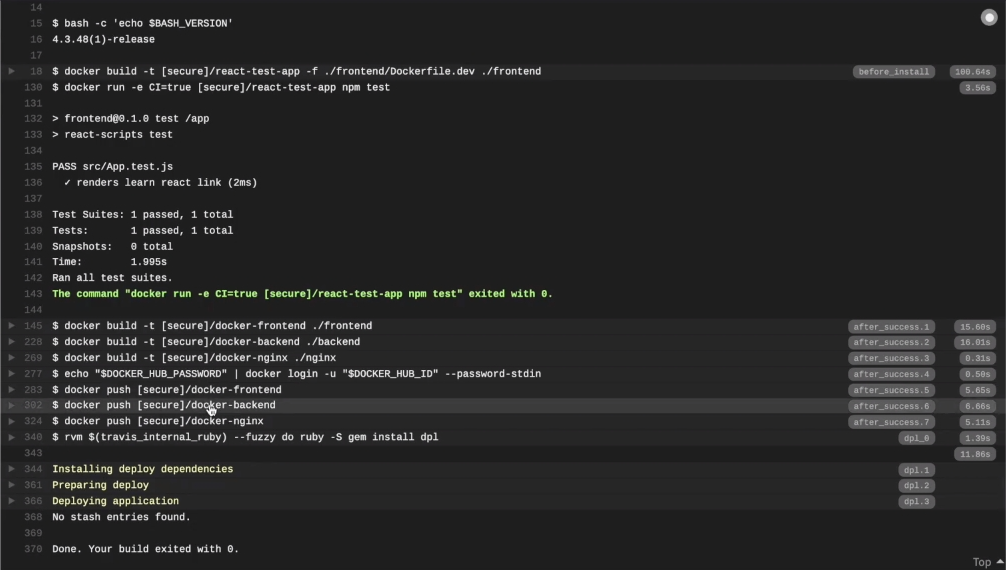 14
15 $ bash -c 'echo $BASH_VERSION'
16 4.3.48(1)-release
17
18 $ docker build -t [secure]/react-test-app -f ./frontend/Dockerfile.dev ./frontend before_install 100.64s
130 $ docker run -e CI=true [secure]/react-test-app npm test 3.56s
131
132 > frontend@0.1.0 test /app
133 > react-scripts test
134
135 PASS src/App.test.js
136 ✓ renders learn react link (2ms)
137
138 Test Suites: 1 passed, 1 total
139 Tests: 1 passed, 1 total
140 Snapshots: 0 total
141 Time: 1.995s
142 Ran all test suites.
143 The command "docker run -e CI=true [secure]/react-test-app npm test" exited with 0.
144
145 $ docker build -t [secure]/docker-frontend ./frontend after_success.1 15.60s
228 $ docker build -t [secure]/docker-backend ./backend after_success.2 16.01s
269 $ docker build -t [secure]/docker-nginx ./nginx after_success.3 0.31s
277 $ echo "$DOCKER_HUB_PASSWORD" | docker login -u "$DOCKER_HUB_ID" --password-stdin after_success.4 0.50s
283 $ docker push [secure]/docker-frontend after_success.5 5.65s
302 $ docker push [secure]/docker-backend after_success.6 6.66s
324 $ docker push [secure]/docker-nginx after_success.7 5.11s
340 $ rvm $(travis_internal_ruby) --fuzzy do ruby -S gem install dpl dpl_0 1.39s
343 11.86s
344 Installing deploy dependencies dpl.1
361 Preparing deploy dpl.2
366 Deploying application dpl.3
368 No stash entries found.
369
370 Done. Your build exited with 0.
Top